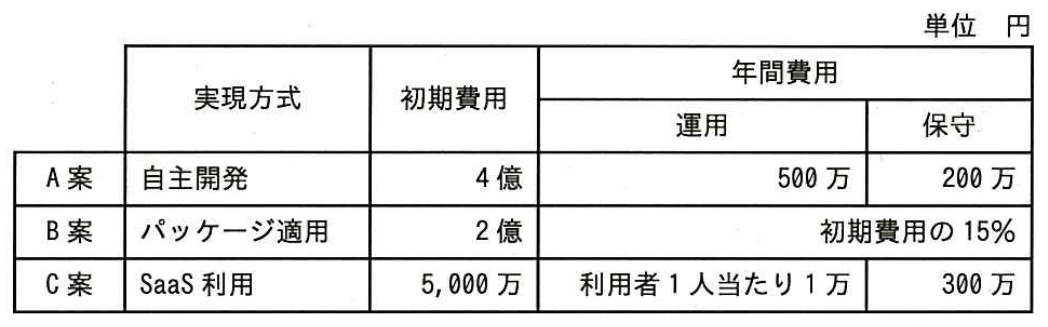 単位 円
実現方式 初期費用 年間費用
運用 保守
A案 自主開発 4億 500万 200万
B案 パッケージ適用 2億 初期費用の15%
C案 SaaS利用 5,000万 利用者1人当たり1万 300万